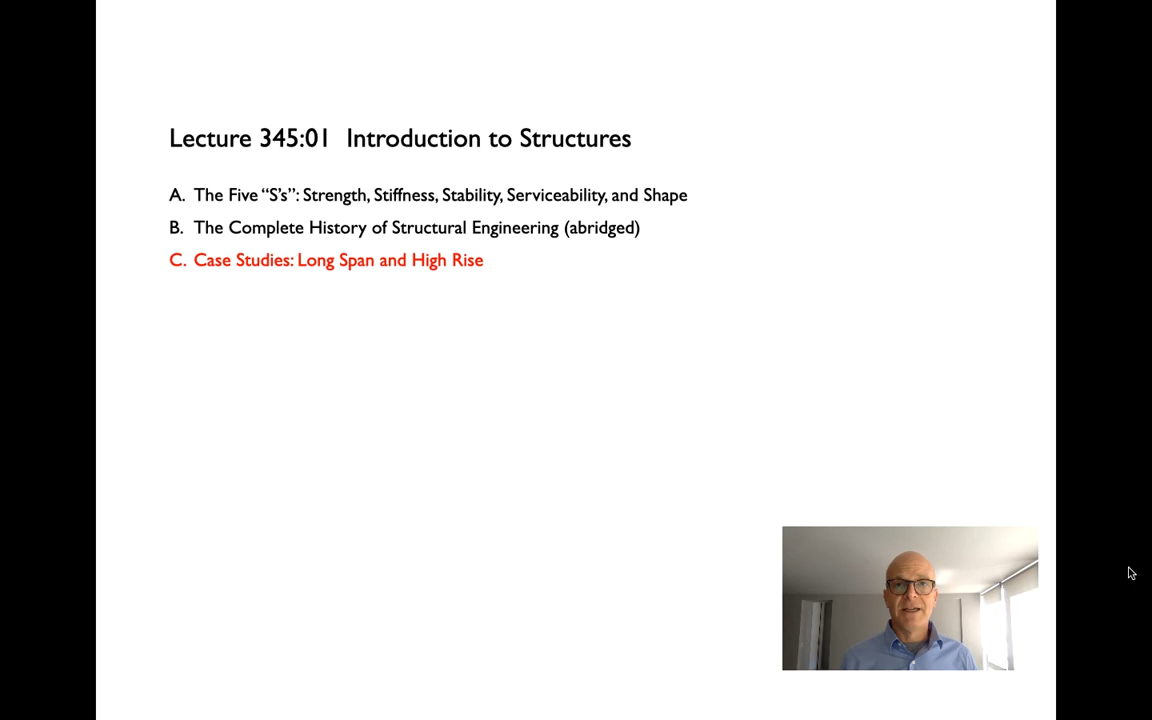 Lecture 345:01 Introduction to Structures
A. The Five “S’s”: Strength, Stiffness, Stability, Serviceability, and Shape
B. The Complete History of Structural Engineering (abridged)
C. Case Studies: Long Span and High Rise